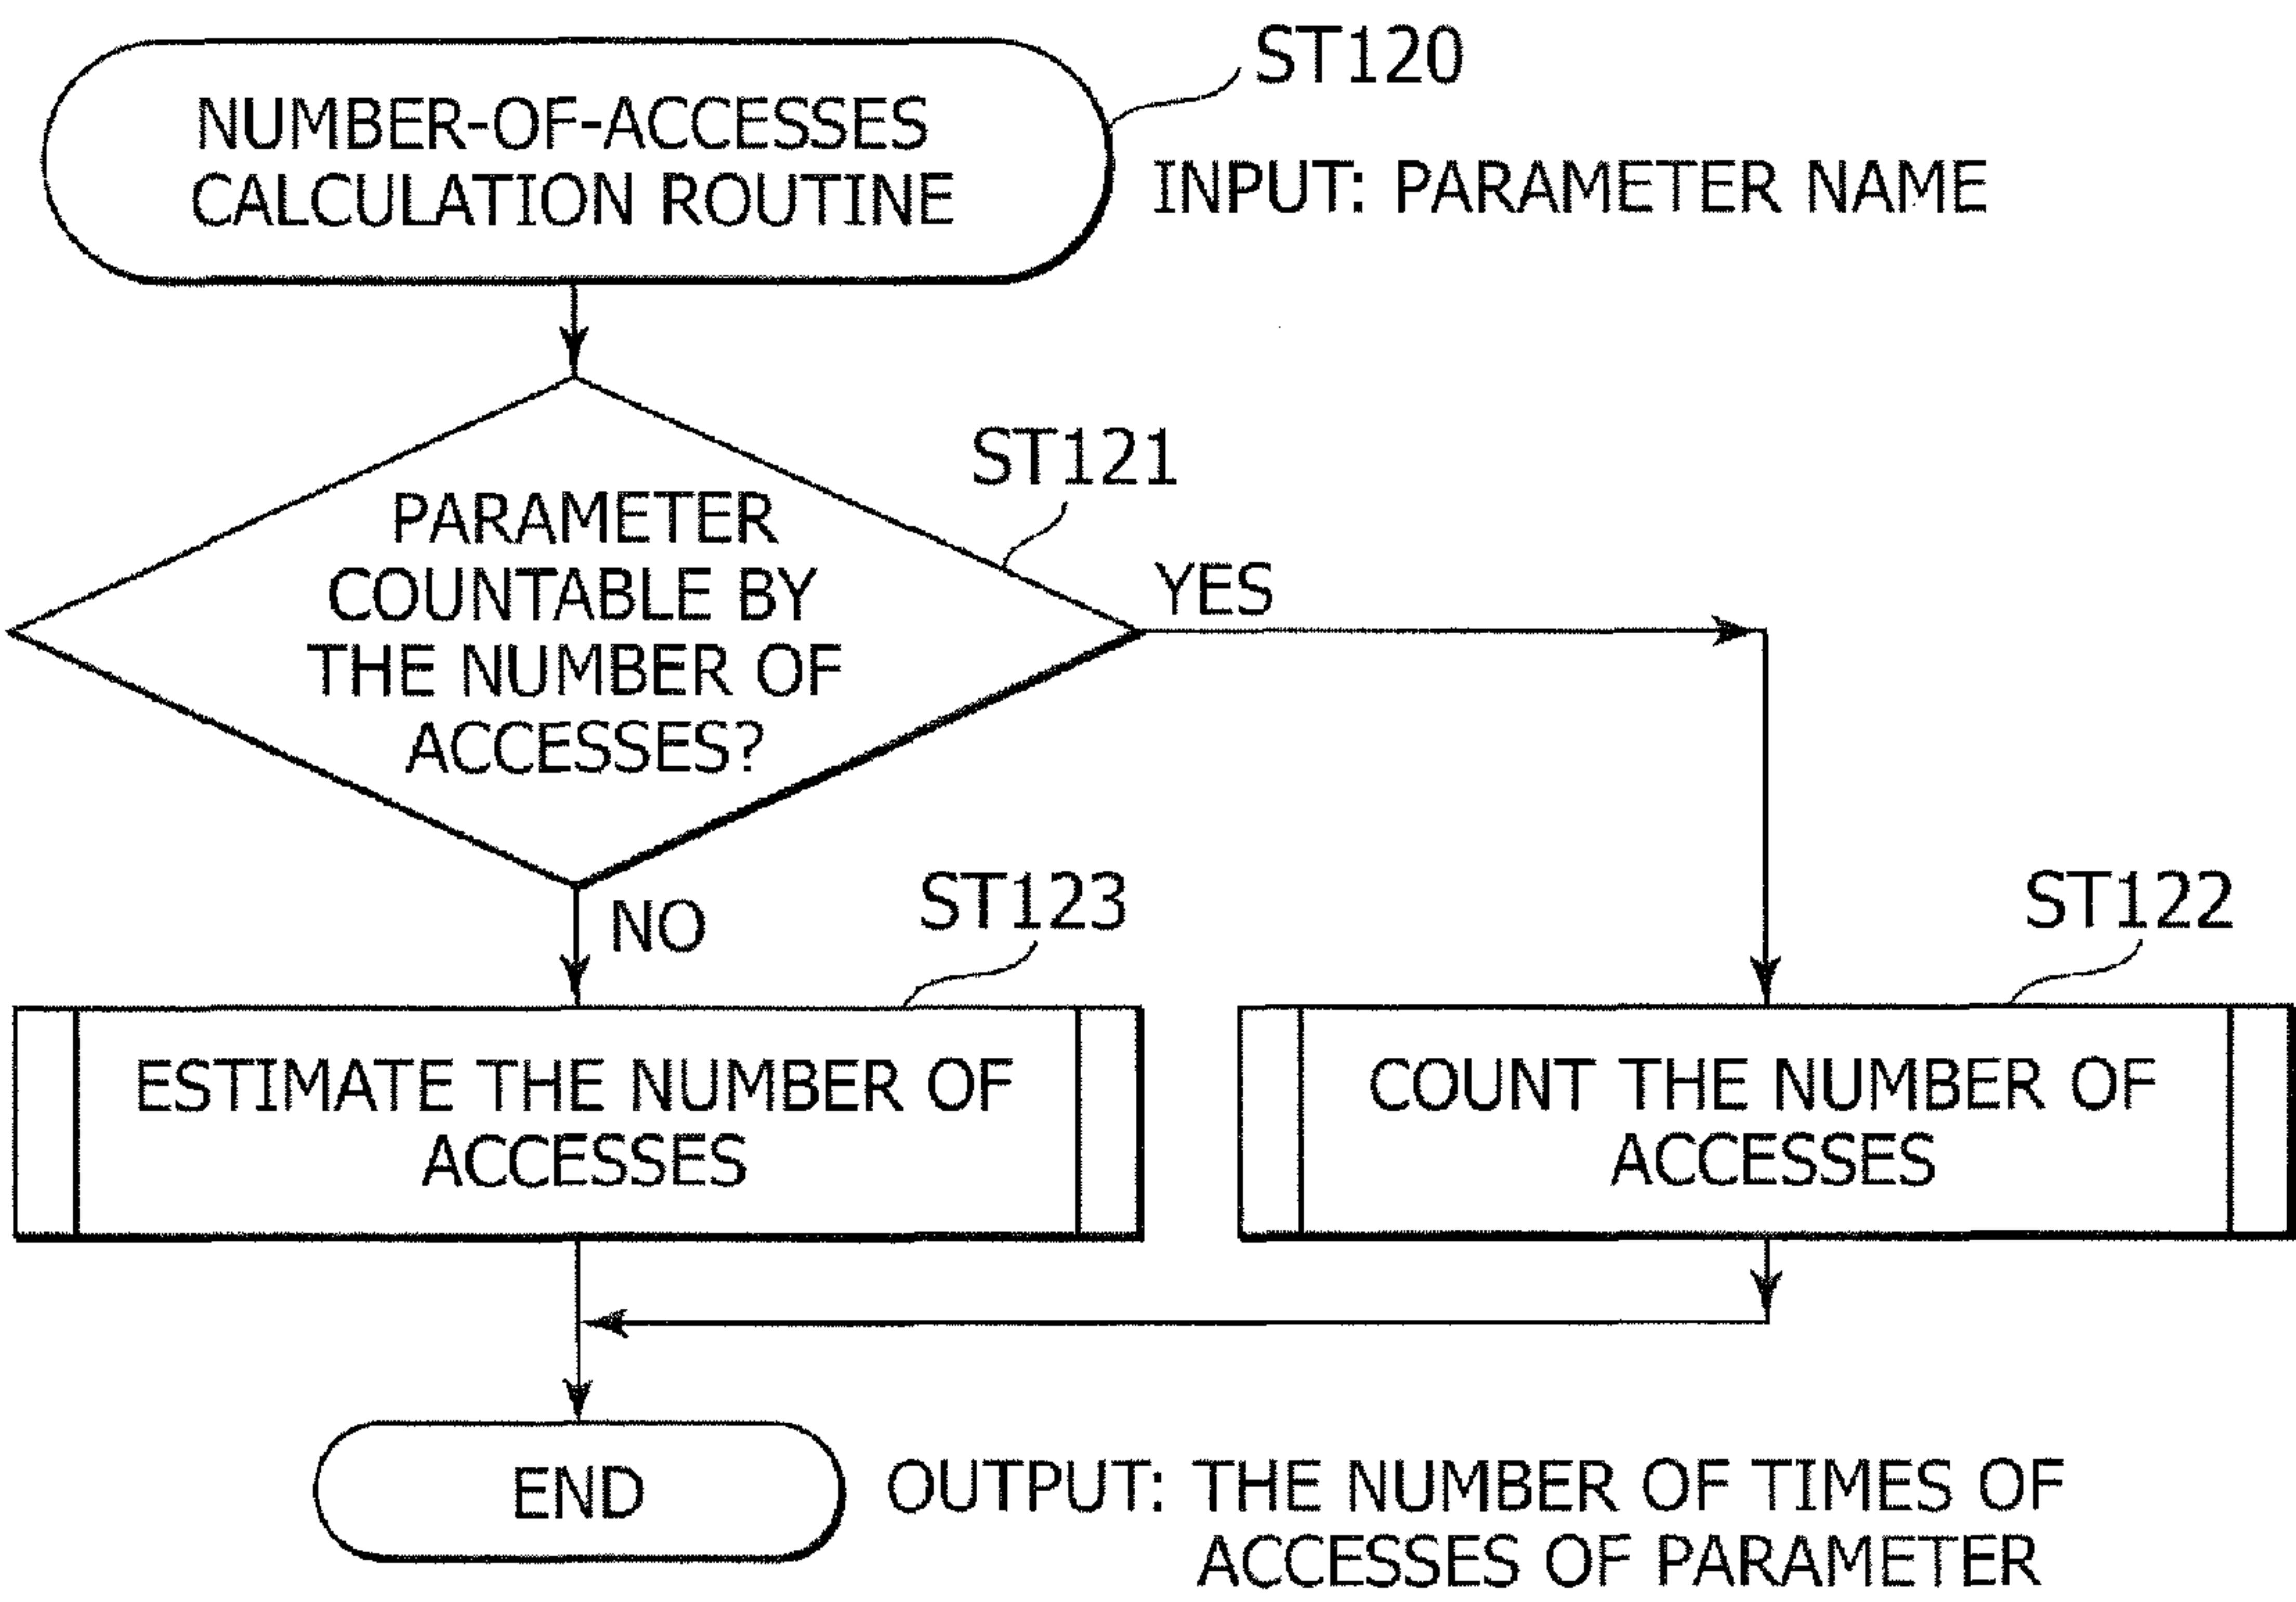 ST120
NUMBER-OF-ACCESSES
CALCULATION ROUTINE
INPUT: PARAMETER NAME
ST121
PARAMETER
COUNTABLE BY
THE NUMBER OF
ACCESSES?
YES
NO
ST123
ST122
ESTIMATE THE NUMBER OF
ACCESSES
COUNT THE NUMBER OF
ACCESSES
END
OUTPUT: THE NUMBER OF TIMES OF
ACCESSES OF PARAMETER